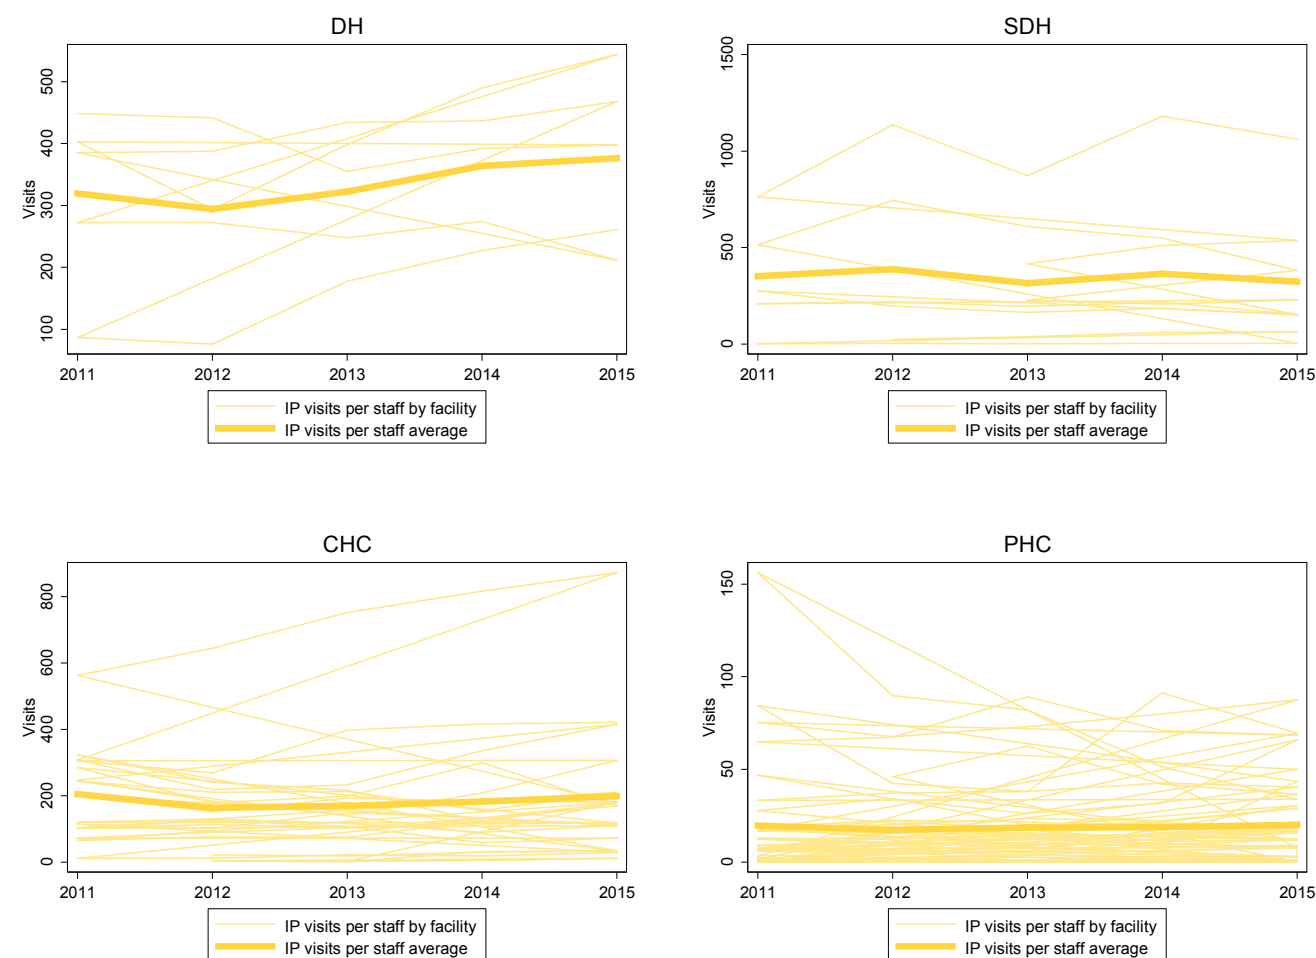 DH
Visits
500
400
300
200
100
2011 2012 2013 2014 2015
IP visits per staff by facility
IP visits per staff average
SDH
Visits
1500
1000
500
0
2011 2012 2013 2014 2015
IP visits per staff by facility
IP visits per staff average
CHC
Visits
800
600
400
200
0
2011 2012 2013 2014 2015
IP visits per staff by facility
IP visits per staff average
PHC
Visits
150
100
50
0
2011 2012 2013 2014 2015
IP visits per staff by facility
IP visits per staff average